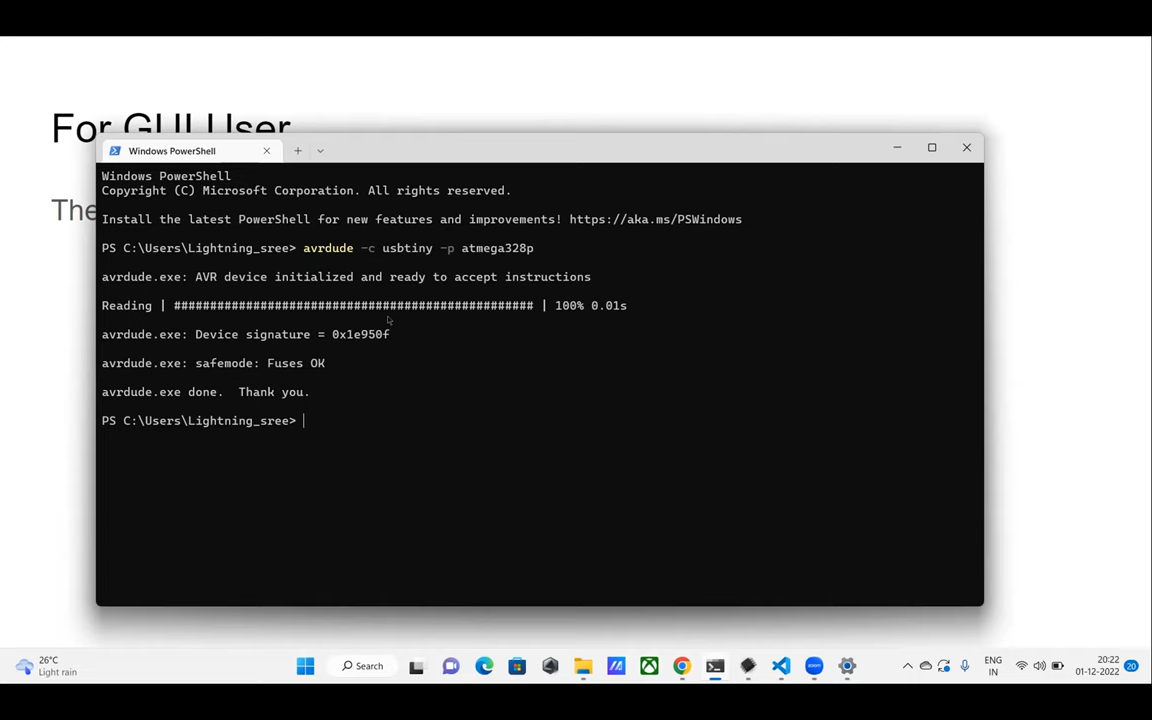 For GUI User
The
Windows PowerShell
Windows PowerShell
Copyright (C) Microsoft Corporation. All rights reserved.
Install the latest PowerShell for new features and improvements! https://aka.ms/PSWindows
PS C:\Users\Lightning_sree> avrdude -c usbtiny -p atmega328p
avrdude.exe: AVR device initialized and ready to accept instructions
Reading | ################################################## | 100% 0.01s
avrdude.exe: Device signature = 0x1e950f
avrdude.exe: safemode: Fuses OK
avrdude.exe done.  Thank you.
PS C:\Users\Lightning_sree>
26°C
Light rain
Search
zoom
ENG
IN
20:22
01-12-2022
20